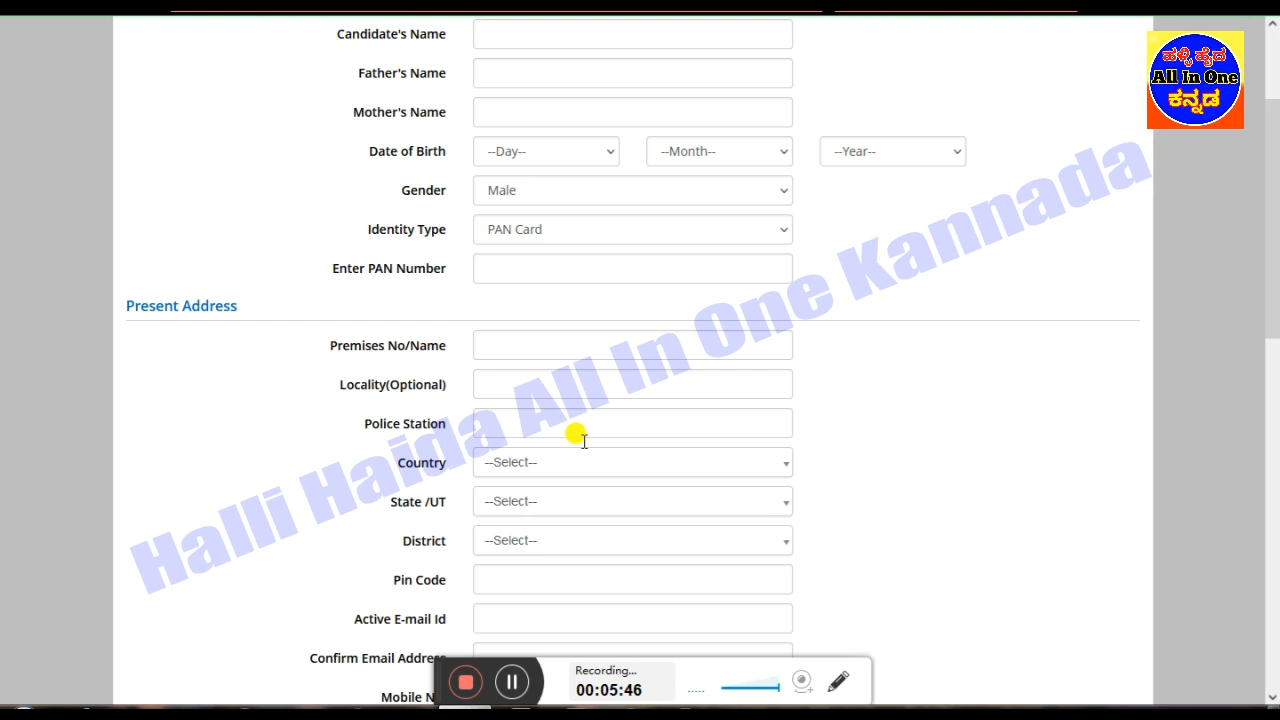 Candidate's Name
Father's Name
Mother's Name
Date of Birth --Day-- --Month-- --Year--
Gender Male
Identity Type PAN Card
Enter PAN Number
Present Address
Premises No/Name
Locality(Optional)
Police Station
Country --Select--
State /UT --Select--
District --Select--
Pin Code
Active E-mail Id
Confirm Email Address
Mobile N
Recording...
00:05:46
ಹಳ್ಳಿ ಹೈದ
All In One
ಕನ್ನಡ
Halli Haida All In One Kannada